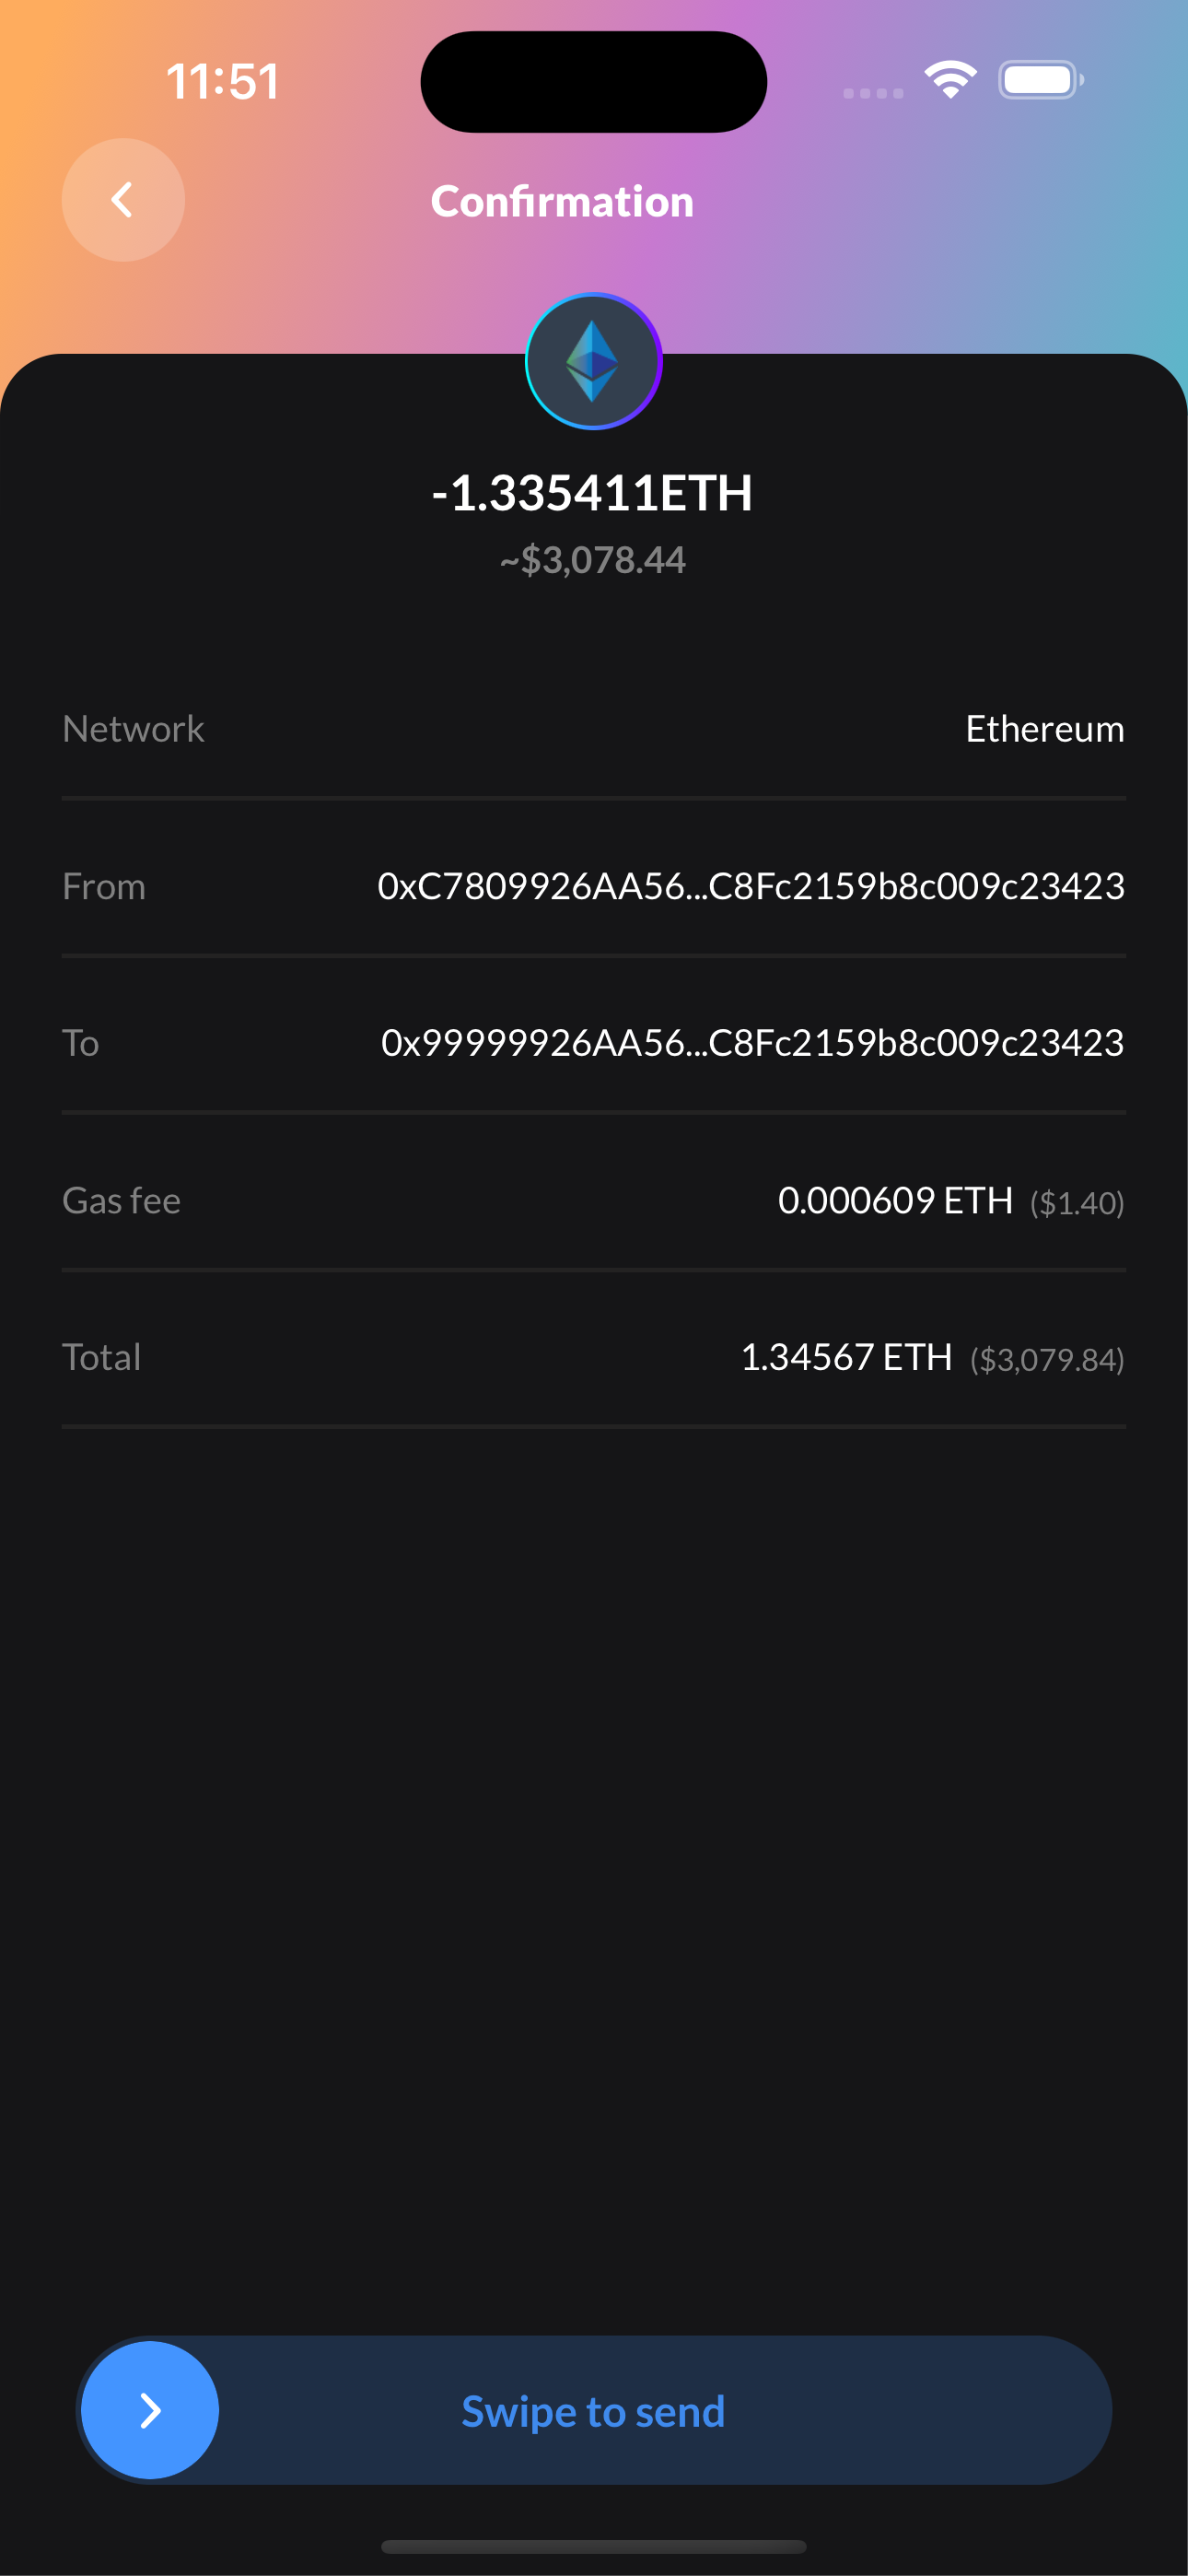 11:51
Confirmation
-1.335411ETH
~$3,078.44
Network Ethereum
From 0xC7809926AA56...C8Fc2159b8c009c23423
To 0x99999926AA56...C8Fc2159b8c009c23423
Gas fee 0.000609 ETH ($1.40)
Total 1.34567 ETH ($3,079.84)
Swipe to send